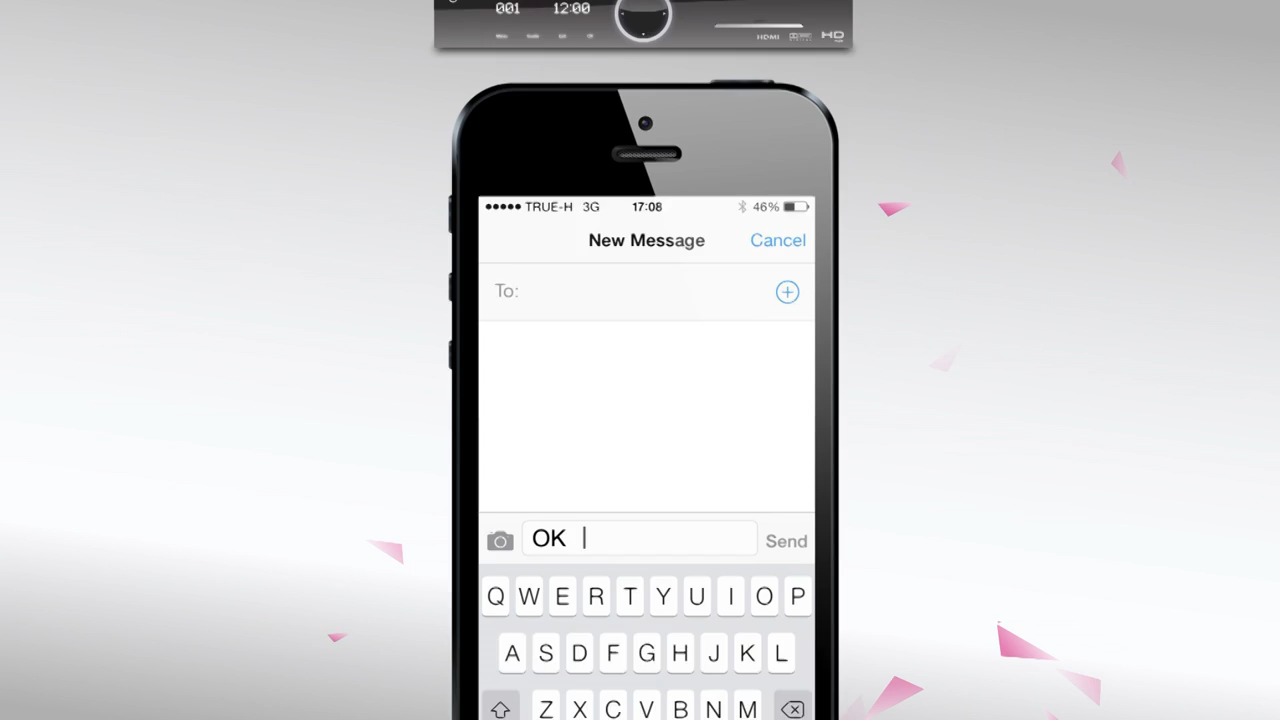 001 12:00
HDMI HD
●●●●● TRUE-H 3G 17:08 46%
New Message Cancel
To:
OK Send
Q W E R T Y U I O P
A S D F G H J K L
Z X C V B N M